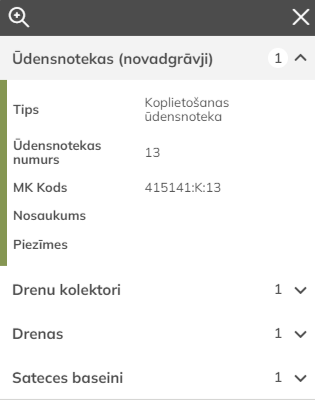 Ūdensnotekas (novadgrāvji) 1
Tips Koplietošanas
ūdensnoteka
Ūdensnotekas
numurs 13
MK Kods 415141:K:13
Nosaukums
Piezīmes
Drenu kolektori 1
Drenas 1
Sateces baseini 1